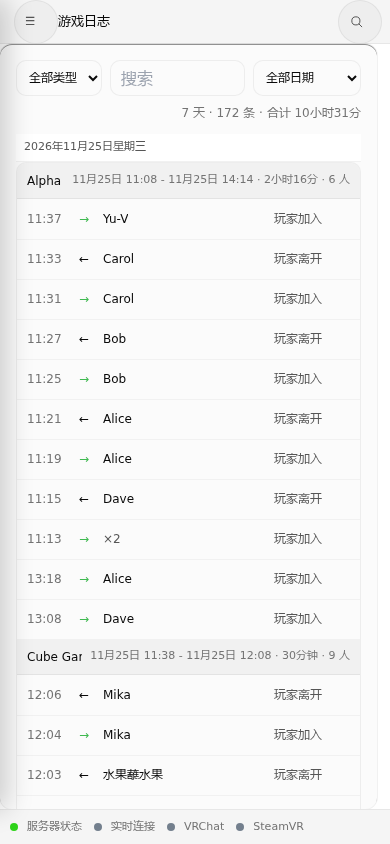 ☰ 游戏日志
全部类型 搜索 全部日期
7 天 · 172 条 · 合计 10小时31分
2026年11月25日星期三
Alpha 11月25日 11:08 - 11月25日 14:14 · 2小时16分 · 6 人
11:37 → Yu-V 玩家加入
11:33 ← Carol 玩家离开
11:31 → Carol 玩家加入
11:27 ← Bob 玩家离开
11:25 → Bob 玩家加入
11:21 ← Alice 玩家离开
11:19 → Alice 玩家加入
11:15 ← Dave 玩家离开
11:13 → ×2 玩家加入
13:18 → Alice 玩家加入
13:08 → Dave 玩家加入
Cube Gar 11月25日 11:38 - 11月25日 12:08 · 30分钟 · 9 人
12:06 ← Mika 玩家离开
12:04 → Mika 玩家加入
12:03 ← 水果蘸水果 玩家离开
服务器状态 实时连接 VRChat SteamVR